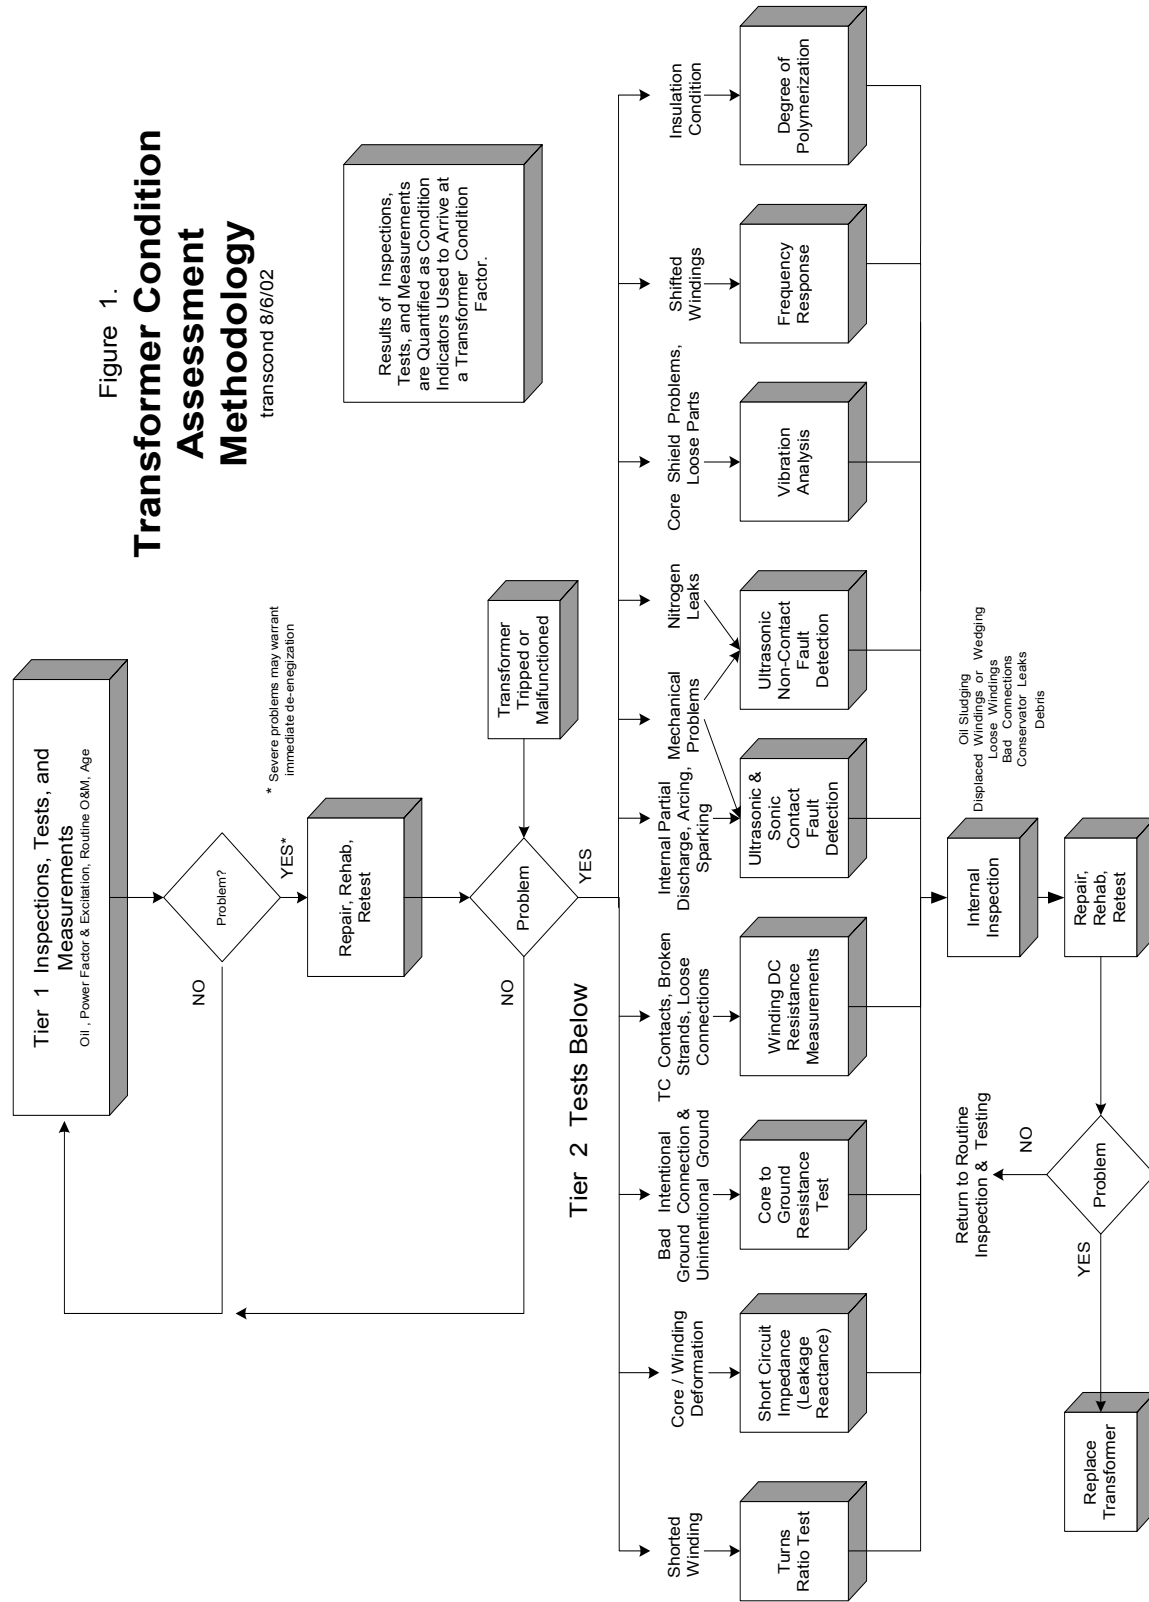 Figure 1.
Transformer Condition
Assessment
Methodology
transcond 8/6/02
Tier 1 Inspections, Tests, and
Measurements
Oil , Power Factor & Excitation, Routine O&M, Age
Results of Inspections,
Tests, and Measurements
are Quantified as Condition
Indicators Used to Arrive at
a Transformer Condition
Factor.
Problem?
NO
YES*
* Severe problems may warrant
immediate de-enegization
Repair, Rehab,
Retest
Transformer
Tripped or
Malfunctioned
Problem
NO
YES
Tier 2 Tests Below
Shorted
Winding
Core / Winding
Deformation
Bad Intentional
Ground Connection &
Unintentional Ground
TC Contacts, Broken
Strands, Loose
Connections
Internal Partial
Discharge, Arcing,
Sparking
Mechanical
Problems
Nitrogen
Leaks
Core Shield Problems,
Loose Parts
Shifted
Windings
Insulation
Condition
Turns
Ratio Test
Short Circuit
Impedance
(Leakage
Reactance)
Core to
Ground
Resistance
Test
Winding DC
Resistance
Measurements
Ultrasonic &
Sonic
Contact
Fault
Detection
Ultrasonic
Non-Contact
Fault
Detection
Vibration
Analysis
Frequency
Response
Degree of
Polymerization
Internal
Inspection
Oil Sludging
Displaced Windings or Wedging
Loose Windings
Bad Connections
Conservator Leaks
Debris
Return to Routine
Inspection & Testing
NO
Replace
Transformer
YES
Problem
Repair,
Rehab,
Retest